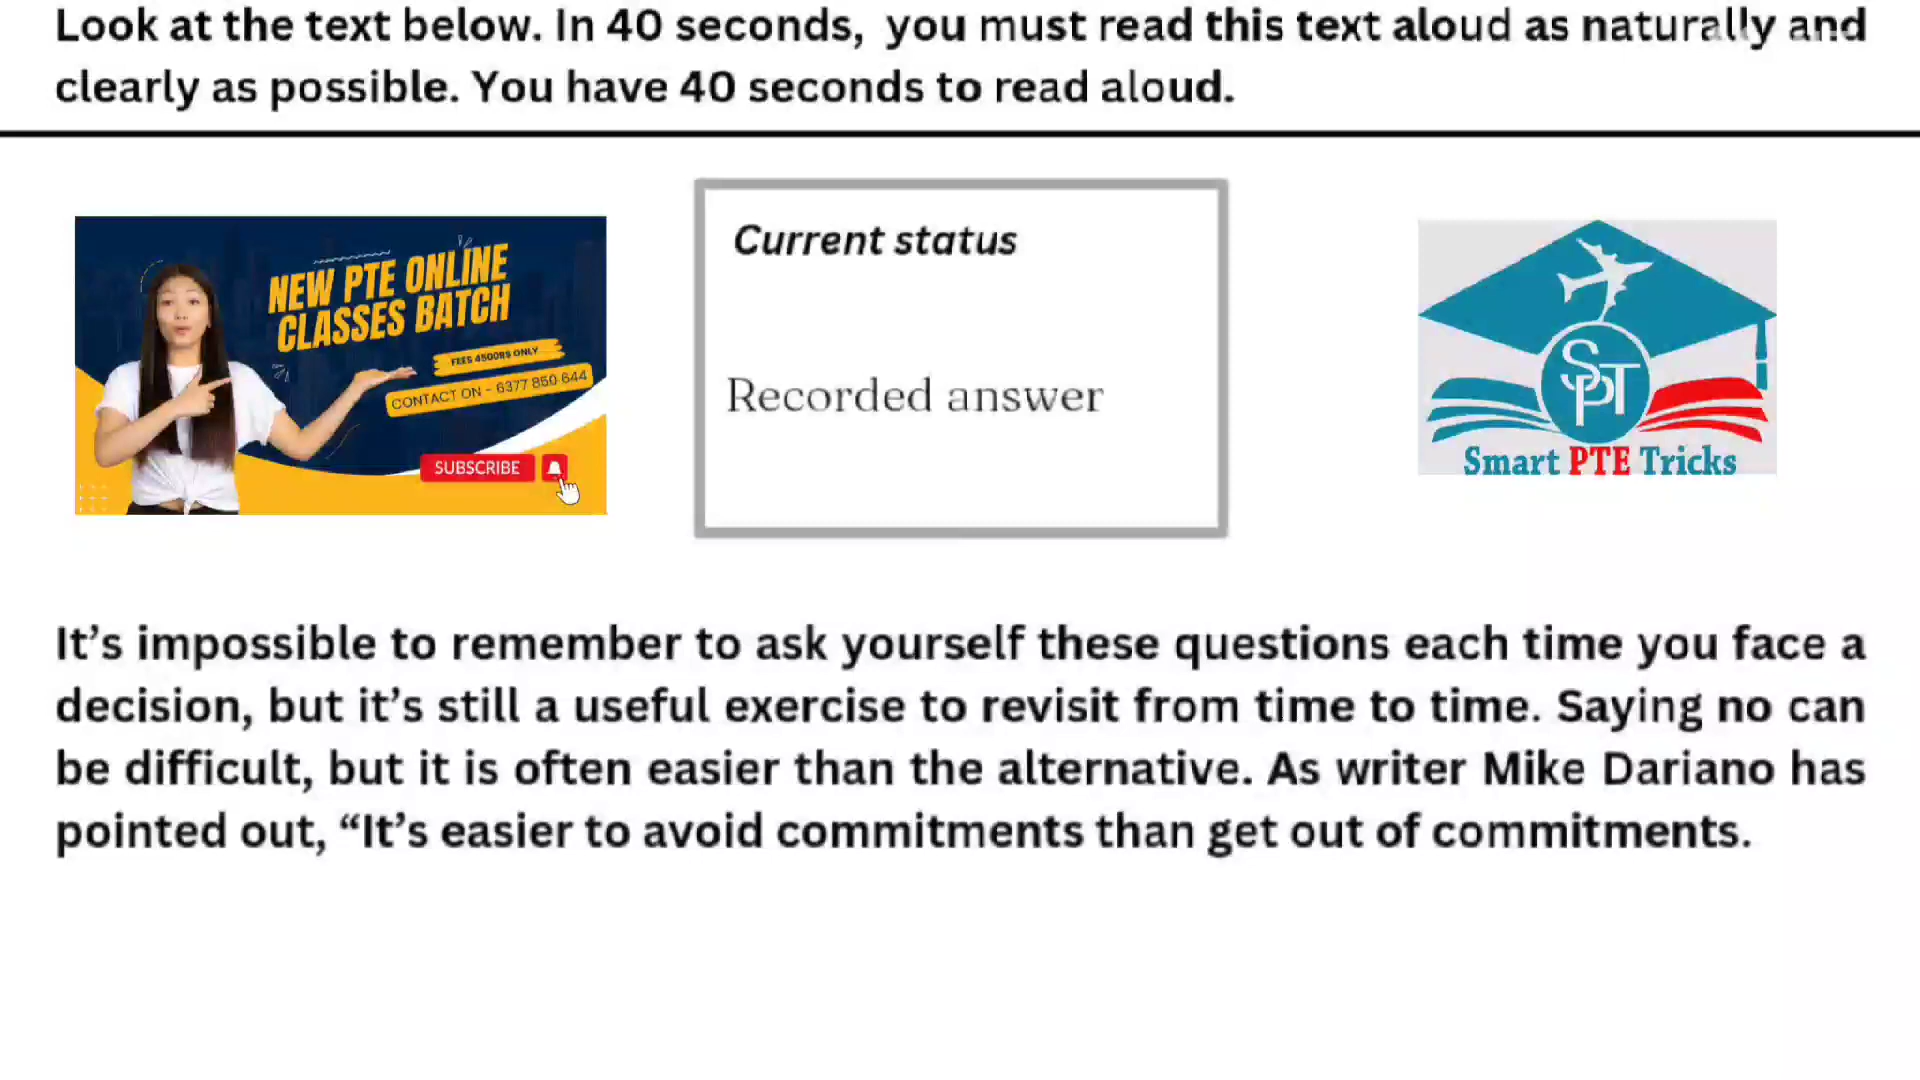 Look at the text below. In 40 seconds, you must read this text aloud as naturally and
clearly as possible. You have 40 seconds to read aloud.
NEW PTE ONLINE
CLASSES BATCH
FEES 4500RS ONLY
CONTACT ON - 6377 850 644
SUBSCRIBE
Current status
Recorded answer
SPT
Smart PTE Tricks
It's impossible to remember to ask yourself these questions each time you face a
decision, but it's still a useful exercise to revisit from time to time. Saying no can
be difficult, but it is often easier than the alternative. As writer Mike Dariano has
pointed out, “It's easier to avoid commitments than get out of commitments.